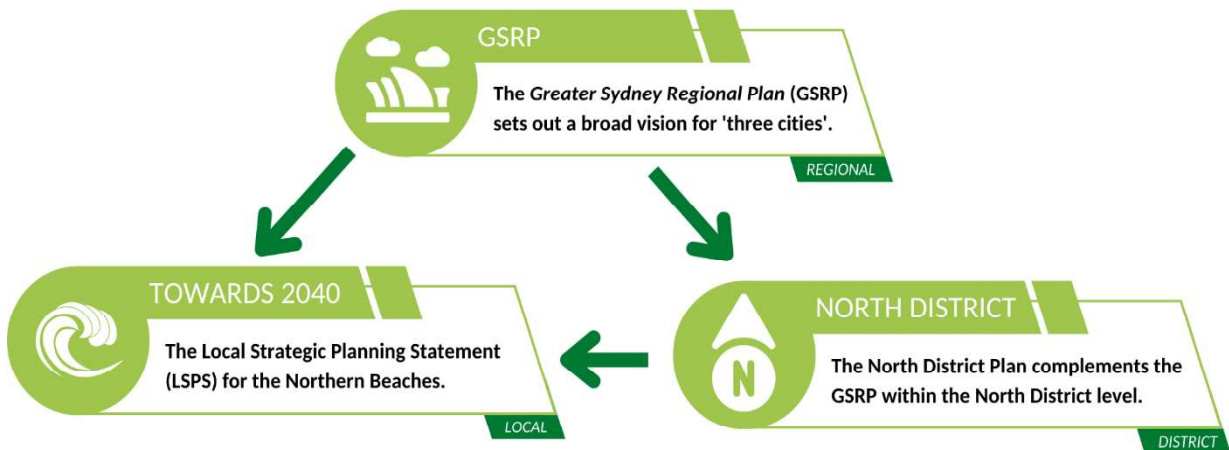 GSRP
The Greater Sydney Regional Plan (GSRP)
sets out a broad vision for 'three cities'.
REGIONAL
TOWARDS 2040
The Local Strategic Planning Statement
(LSPS) for the Northern Beaches.
LOCAL
N
NORTH DISTRICT
The North District Plan complements the
GSRP within the North District level.
DISTRICT